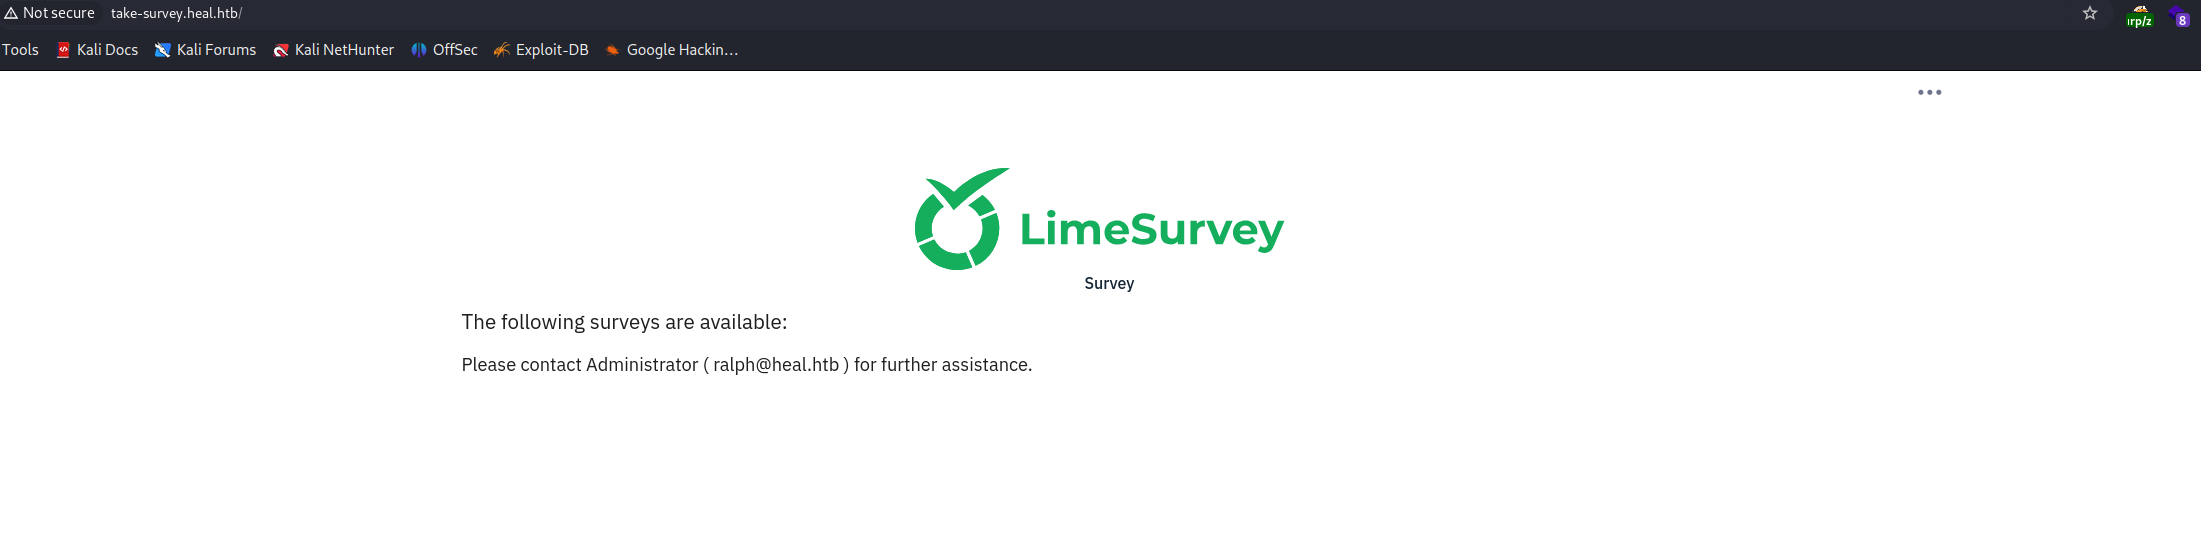 Not secure take-survey.heal.htb/
urp/z 8
Tools Kali Docs Kali Forums Kali NetHunter OffSec Exploit-DB Google Hackin...
LimeSurvey
Survey
The following surveys are available:
Please contact Administrator ( ralph@heal.htb ) for further assistance.